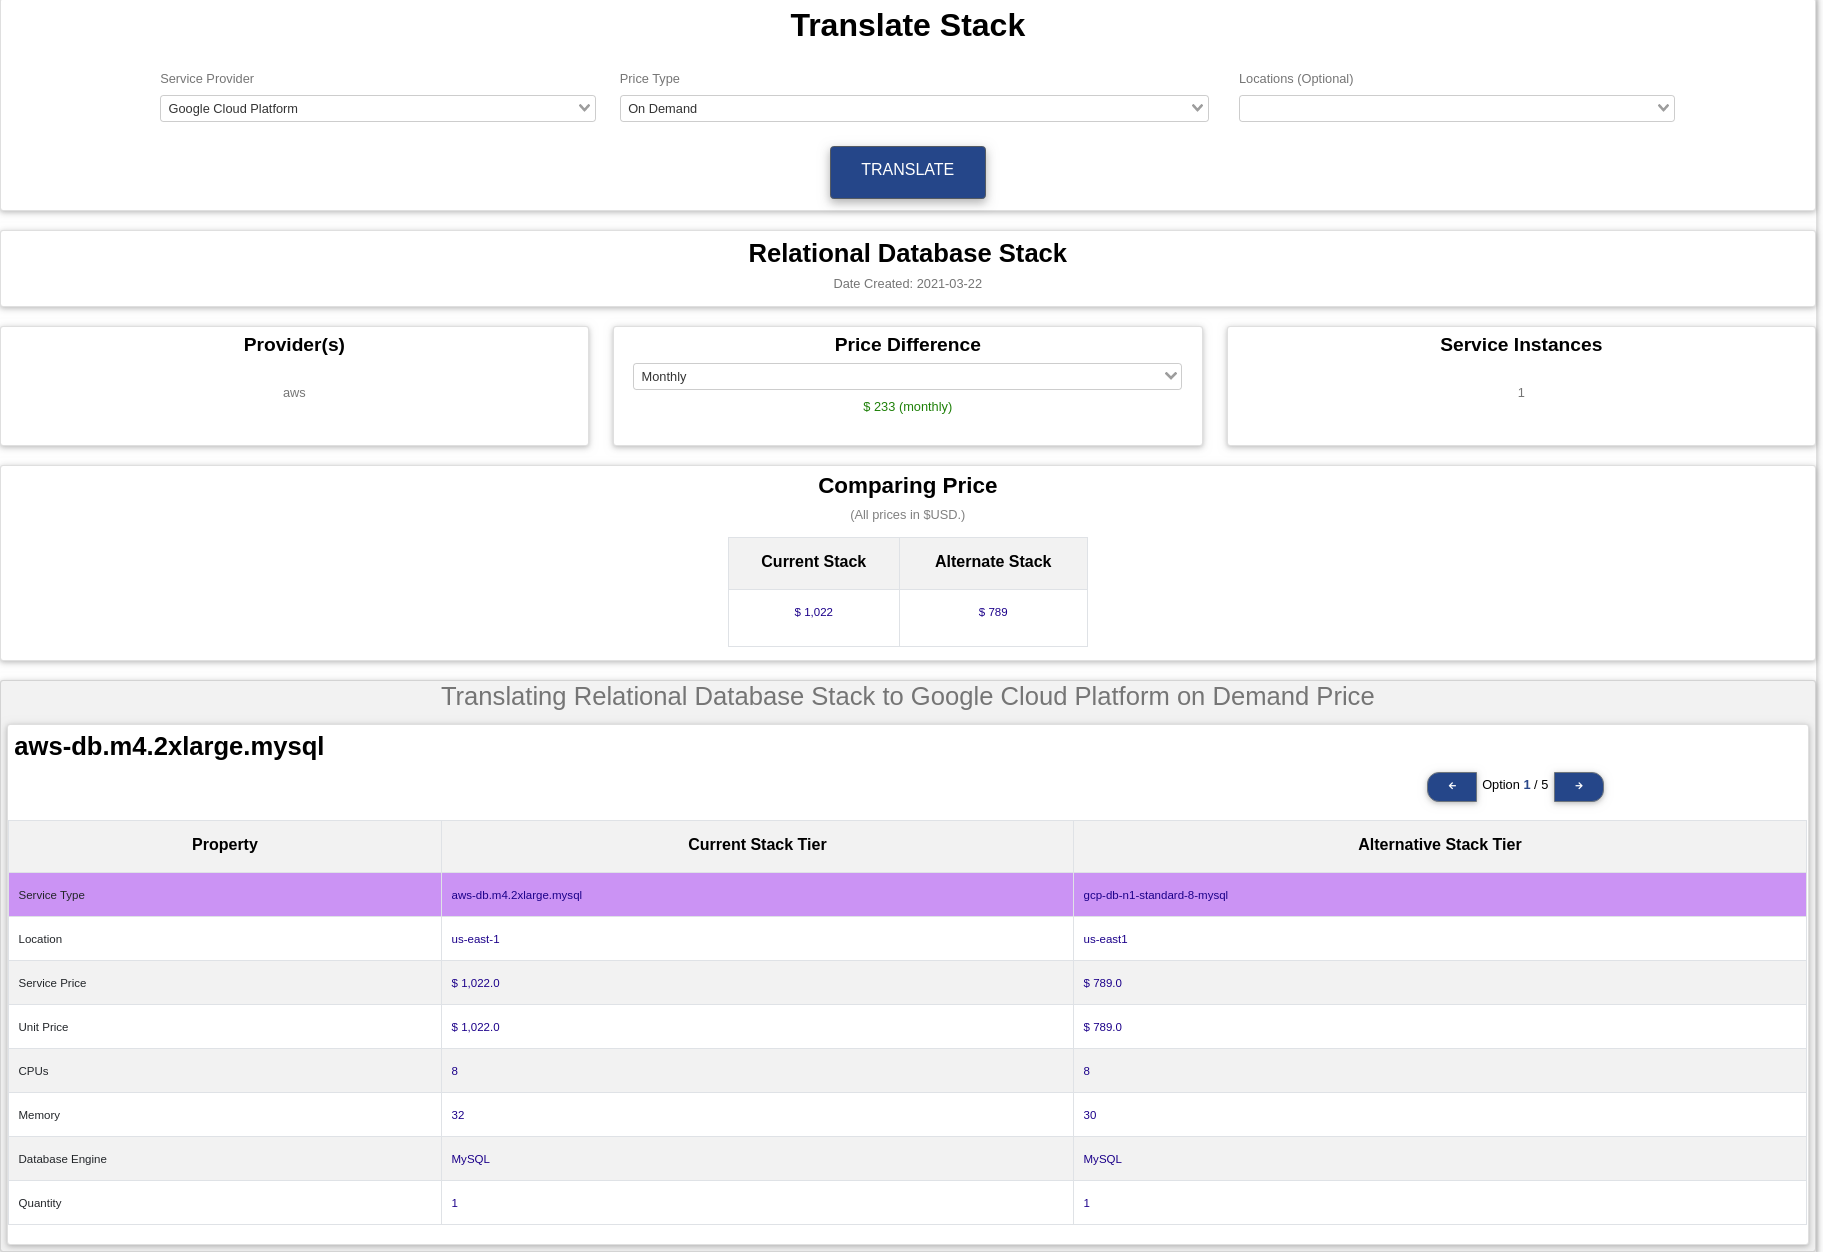 Translate Stack
Service Provider Price Type Locations (Optional)
Google Cloud Platform On Demand
TRANSLATE
Relational Database Stack
Date Created: 2021-03-22
Provider(s) Price Difference Service Instances
Monthly
aws $ 233 (monthly) 1
Comparing Price
(All prices in $USD.)
Current Stack Alternate Stack
$ 1,022 $ 789
Translating Relational Database Stack to Google Cloud Platform on Demand Price
aws-db.m4.2xlarge.mysql
← Option 1 / 5 →
Property Current Stack Tier Alternative Stack Tier
Service Type aws-db.m4.2xlarge.mysql gcp-db-n1-standard-8-mysql
Location us-east-1 us-east1
Service Price $ 1,022.0 $ 789.0
Unit Price $ 1,022.0 $ 789.0
CPUs 8 8
Memory 32 30
Database Engine MySQL MySQL
Quantity 1 1